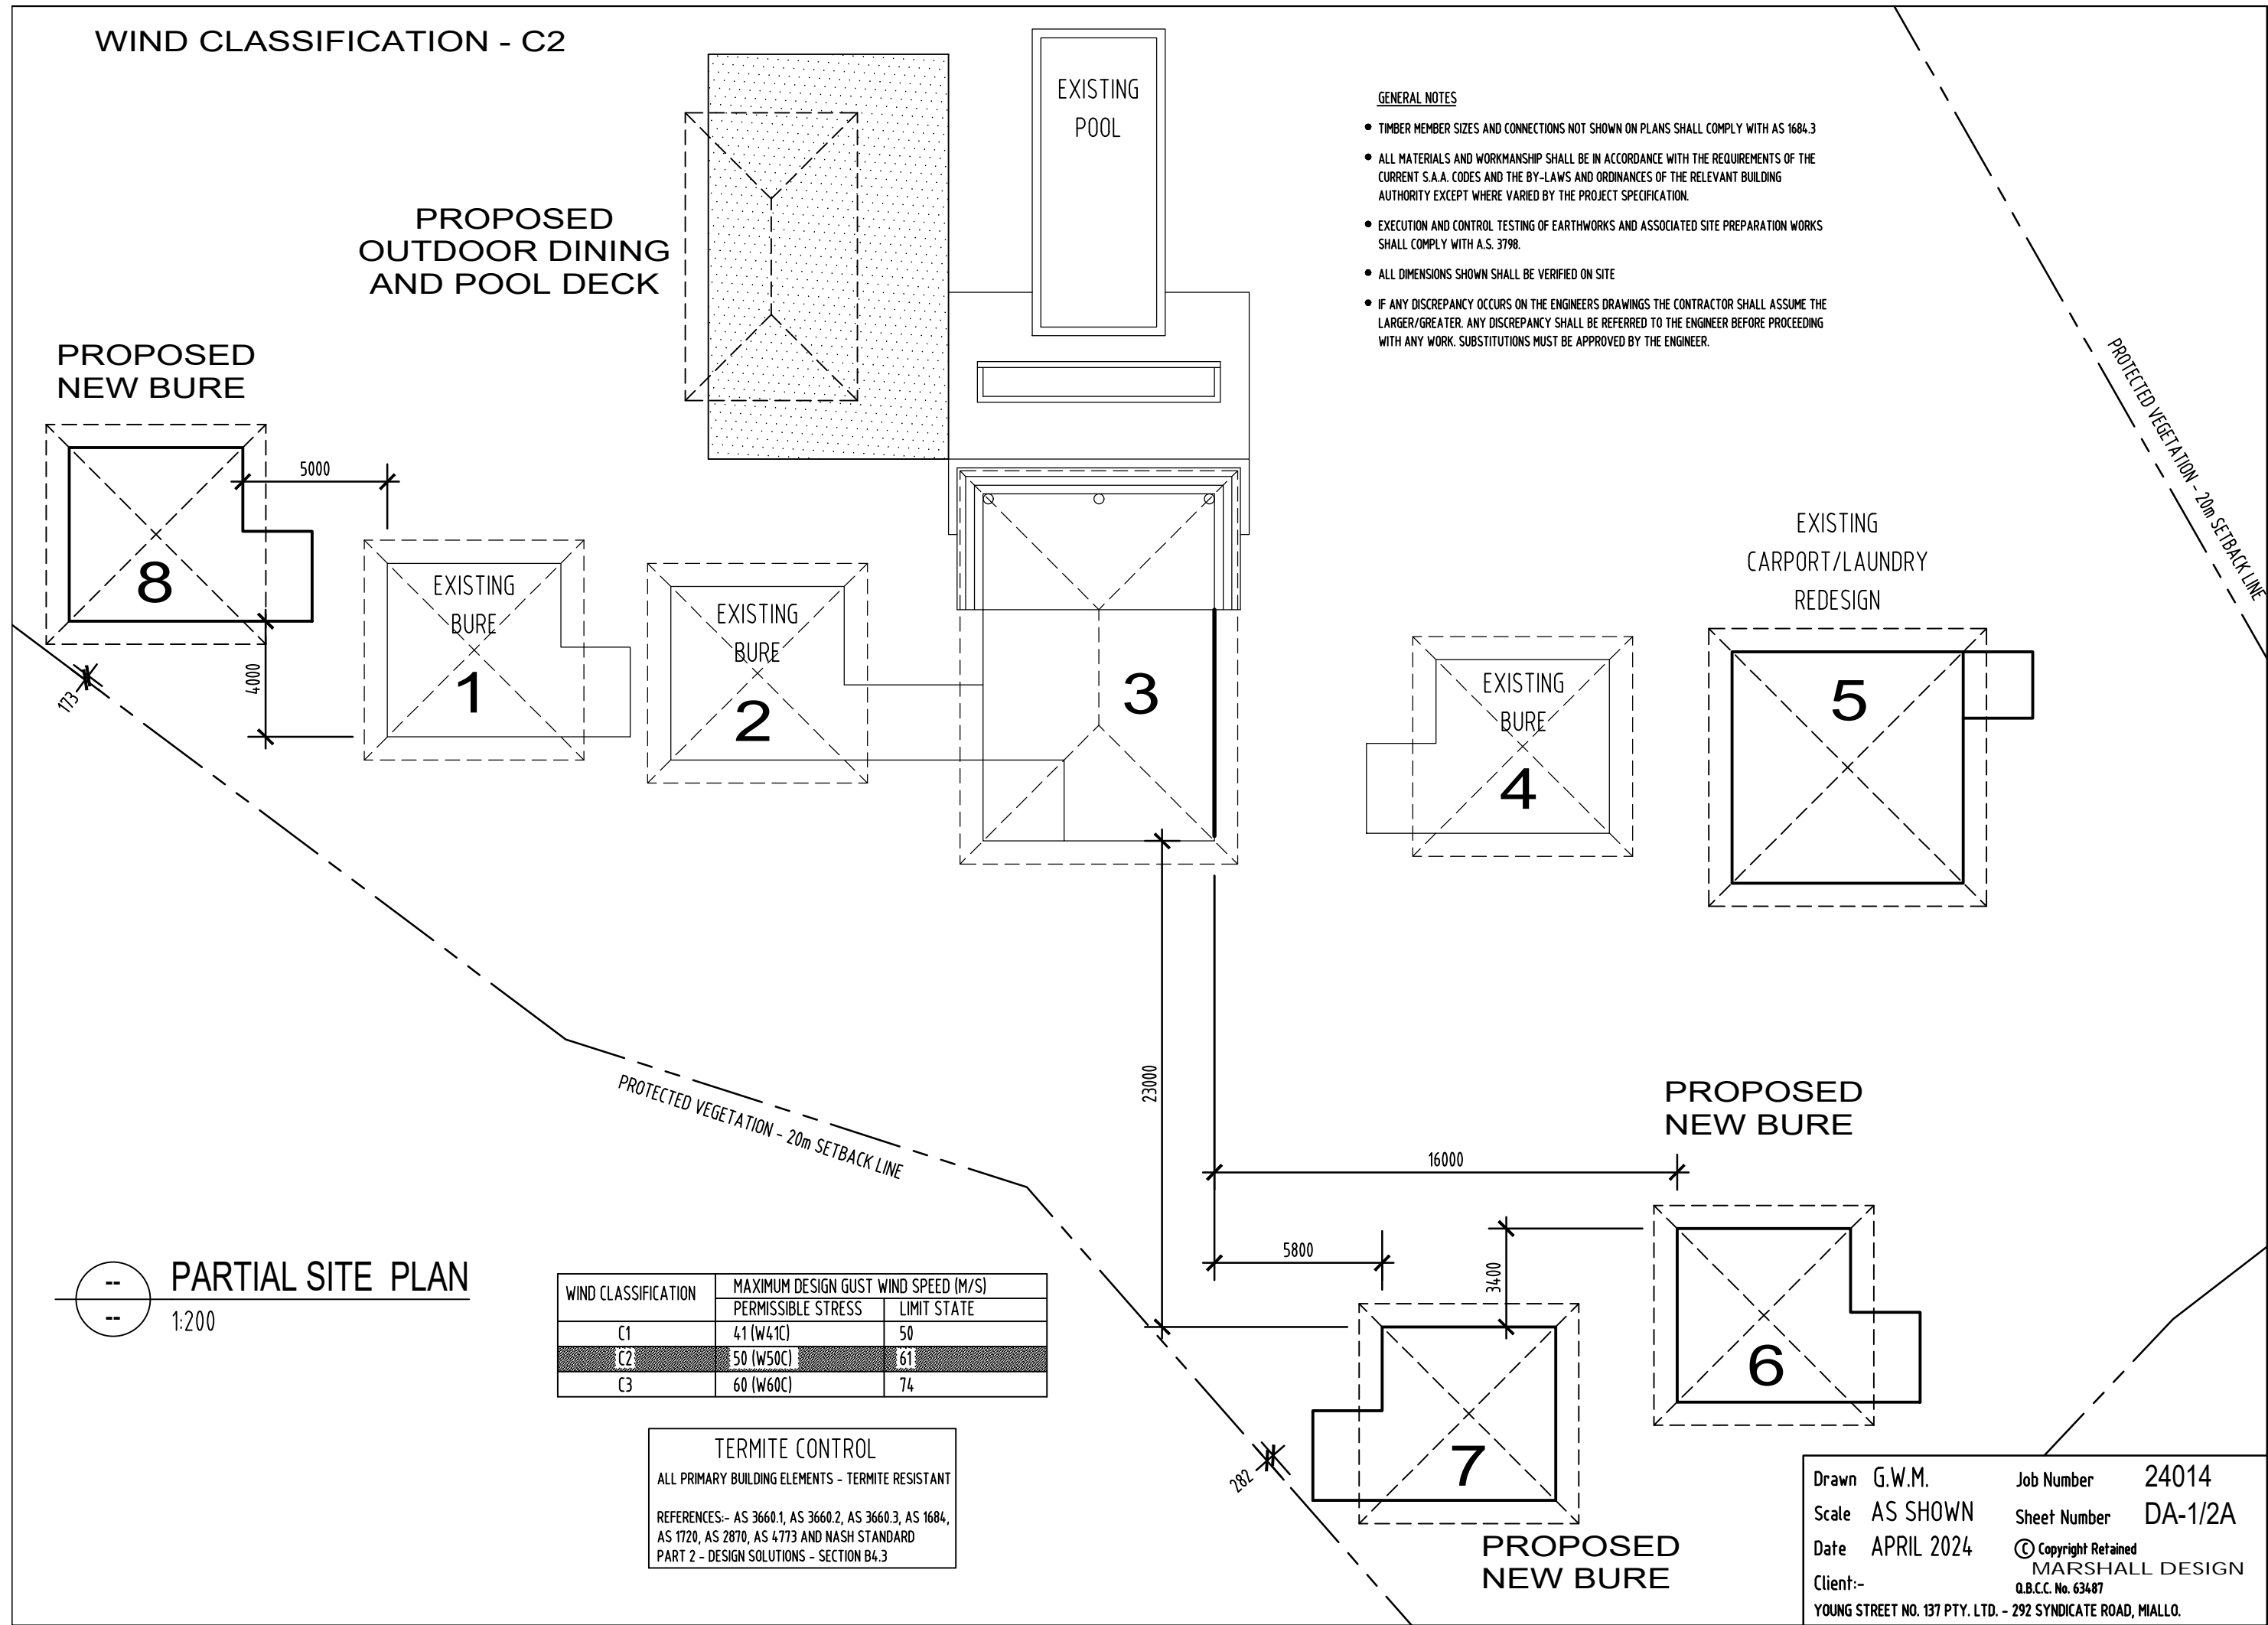 WIND CLASSIFICATION - C2
EXISTING
POOL
GENERAL NOTES
• TIMBER MEMBER SIZES AND CONNECTIONS NOT SHOWN ON PLANS SHALL COMPLY WITH AS 1684.3
• ALL MATERIALS AND WORKMANSHIP SHALL BE IN ACCORDANCE WITH THE REQUIREMENTS OF THE
CURRENT S.A.A. CODES AND THE BY-LAWS AND ORDINANCES OF THE RELEVANT BUILDING
AUTHORITY EXCEPT WHERE VARIED BY THE PROJECT SPECIFICATION.
• EXECUTION AND CONTROL TESTING OF EARTHWORKS AND ASSOCIATED SITE PREPARATION WORKS
SHALL COMPLY WITH A.S. 3798.
• ALL DIMENSIONS SHOWN SHALL BE VERIFIED ON SITE
• IF ANY DISCREPANCY OCCURS ON THE ENGINEERS DRAWINGS THE CONTRACTOR SHALL ASSUME THE
LARGER/GREATER. ANY DISCREPANCY SHALL BE REFERRED TO THE ENGINEER BEFORE PROCEEDING
WITH ANY WORK. SUBSTITUTIONS MUST BE APPROVED BY THE ENGINEER.
PROPOSED
OUTDOOR DINING
AND POOL DECK
PROTECTED VEGETATION - 20m SETBACK LINE
PROPOSED
NEW BURE
5000
8
4000
173
EXISTING
BURE
1
EXISTING
BURE
2
3
EXISTING
BURE
4
EXISTING
CARPORT/LAUNDRY
REDESIGN
5
PROTECTED VEGETATION - 20m SETBACK LINE
23000
PROPOSED
NEW BURE
16000
5800
3400
6
7
282
PROPOSED
NEW BURE
--
--
PARTIAL SITE PLAN
1:200
WIND CLASSIFICATION
MAXIMUM DESIGN GUST WIND SPEED (M/S)
PERMISSIBLE STRESS LIMIT STATE
C1 41 (W41C) 50
C2 50 (W50C) 61
C3 60 (W60C) 74
TERMITE CONTROL
ALL PRIMARY BUILDING ELEMENTS - TERMITE RESISTANT
REFERENCES:- AS 3660.1, AS 3660.2, AS 3660.3, AS 1684,
AS 1720, AS 2870, AS 4773 AND NASH STANDARD
PART 2 - DESIGN SOLUTIONS - SECTION B4.3
Drawn G.W.M. Job Number 24014
Scale AS SHOWN Sheet Number DA-1/2A
Date APRIL 2024 © Copyright Retained
MARSHALL DESIGN
Client:- Q.B.C.C. No. 63487
YOUNG STREET NO. 137 PTY. LTD. - 292 SYNDICATE ROAD, MIALLO.